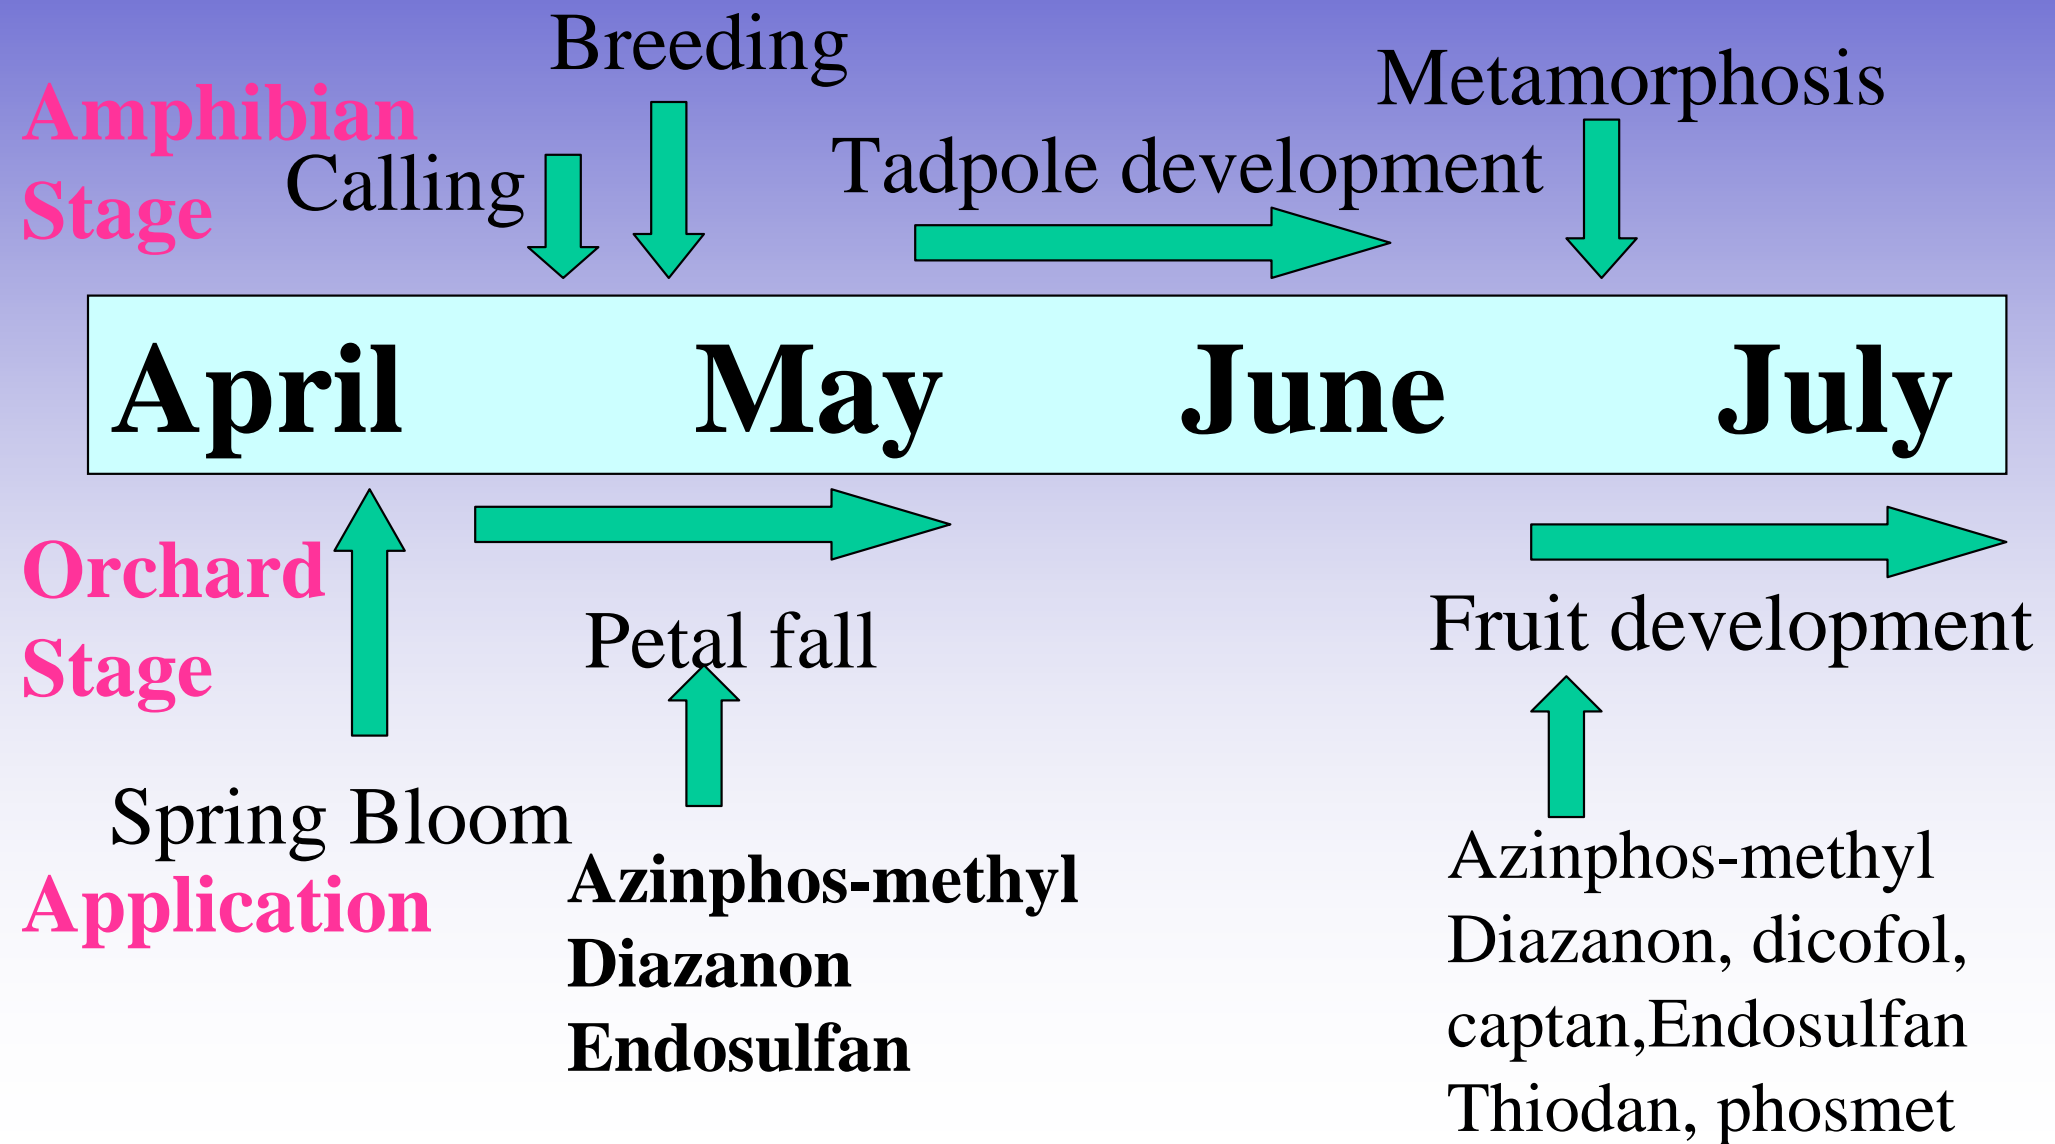 Breeding
Metamorphosis
Amphibian
Stage
Calling
Tadpole development
April May June July
Orchard
Stage
Petal fall
Fruit development
Spring Bloom
Application
Azinphos-methyl
Diazanon
Endosulfan
Azinphos-methyl
Diazanon, dicofol,
captan,Endosulfan
Thiodan, phosmet